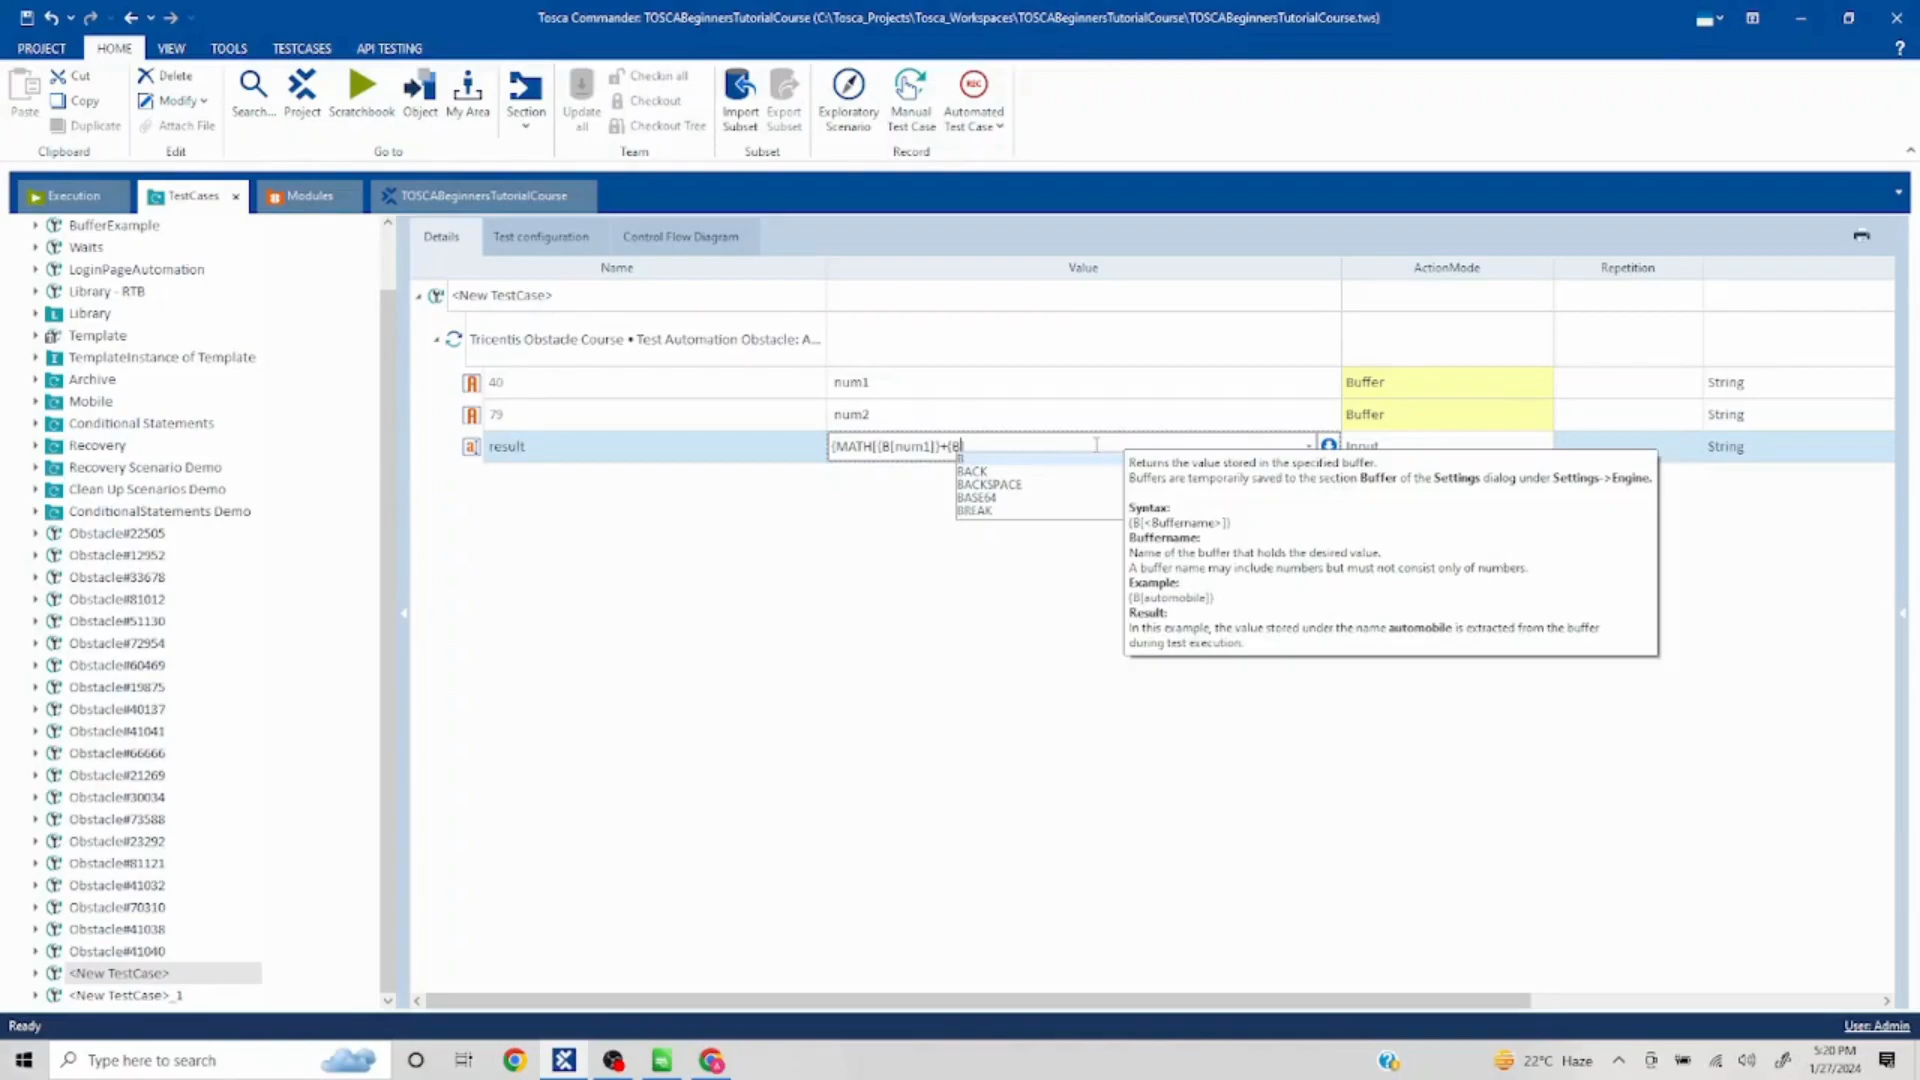 Tosca Commander: TOSCABeginnersTutorialCourse (C:\Tosca_Projects\Tosca_Workspaces\TOSCABeginnersTutorialCourse\TOSCABeginnersTutorialCourse.tws)
PROJECT HOME VIEW TOOLS TESTCASES API TESTING ?
Paste Cut Copy Duplicate
Delete Modify Attach File
Search... Project Scratchbook Object My Area Section
Update all Checkin all Checkout Checkout Tree
Import Subset Export Subset
Exploratory Scenario Manual Test Case REC Automated Test Case
Clipboard Edit Go to Team Subset Record
Execution TestCases x Modules TOSCABeginnersTutorialCourse
BufferExample
Waits
LoginPageAutomation
Library - RTB
Library
Template
TemplateInstance of Template
Archive
Mobile
Conditional Statements
Recovery
Recovery Scenario Demo
Clean Up Scenarios Demo
ConditionalStatements Demo
Obstacle#22505
Obstacle#12952
Obstacle#33678
Obstacle#81012
Obstacle#51130
Obstacle#72954
Obstacle#60469
Obstacle#19875
Obstacle#40137
Obstacle#41041
Obstacle#66666
Obstacle#21269
Obstacle#30034
Obstacle#73588
Obstacle#23292
Obstacle#81121
Obstacle#41032
Obstacle#70310
Obstacle#41038
Obstacle#41040
<New TestCase>
<New TestCase>_1
Details Test configuration Control Flow Diagram
Name Value ActionMode Repetition
<New TestCase>
Tricentis Obstacle Course • Test Automation Obstacle: A...
40 num1 Buffer String
79 num2 Buffer String
result {MATH[{B[num1]}+{B Input String
B
BACK
BACKSPACE
BASE64
BREAK
Returns the value stored in the specified buffer.
Buffers are temporarily saved to the section Buffer of the Settings dialog under Settings->Engine.
Syntax:
{B[<Buffername>]}
Buffername:
Name of the buffer that holds the desired value.
A buffer name may include numbers but must not consist only of numbers.
Example:
{B[automobile]}
Result:
In this example, the value stored under the name automobile is extracted from the buffer
during test execution.
Ready User: Admin
Type here to search 22°C Haze 5:20 PM
1/27/2024